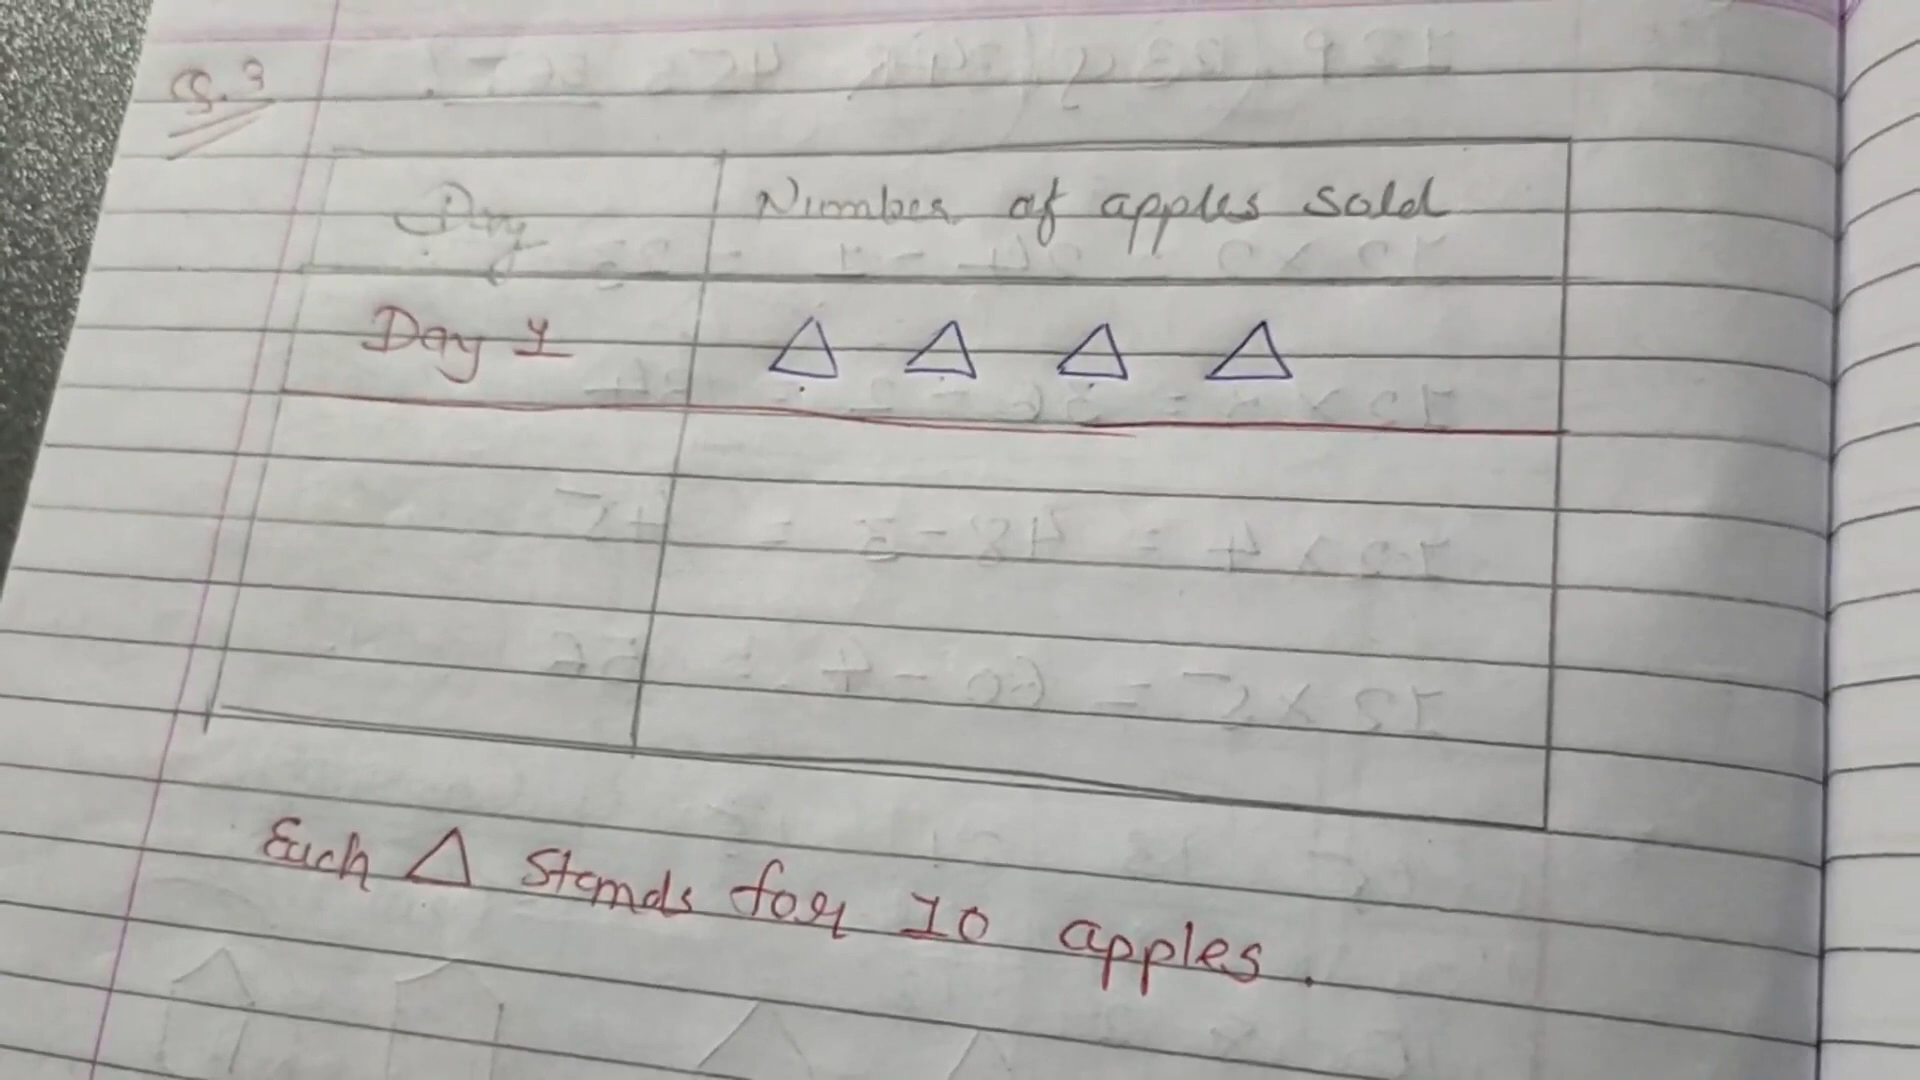 Q.3
Day Number of apples sold
Day 1 △ △ △ △
Each △ Stands for 10 apples.